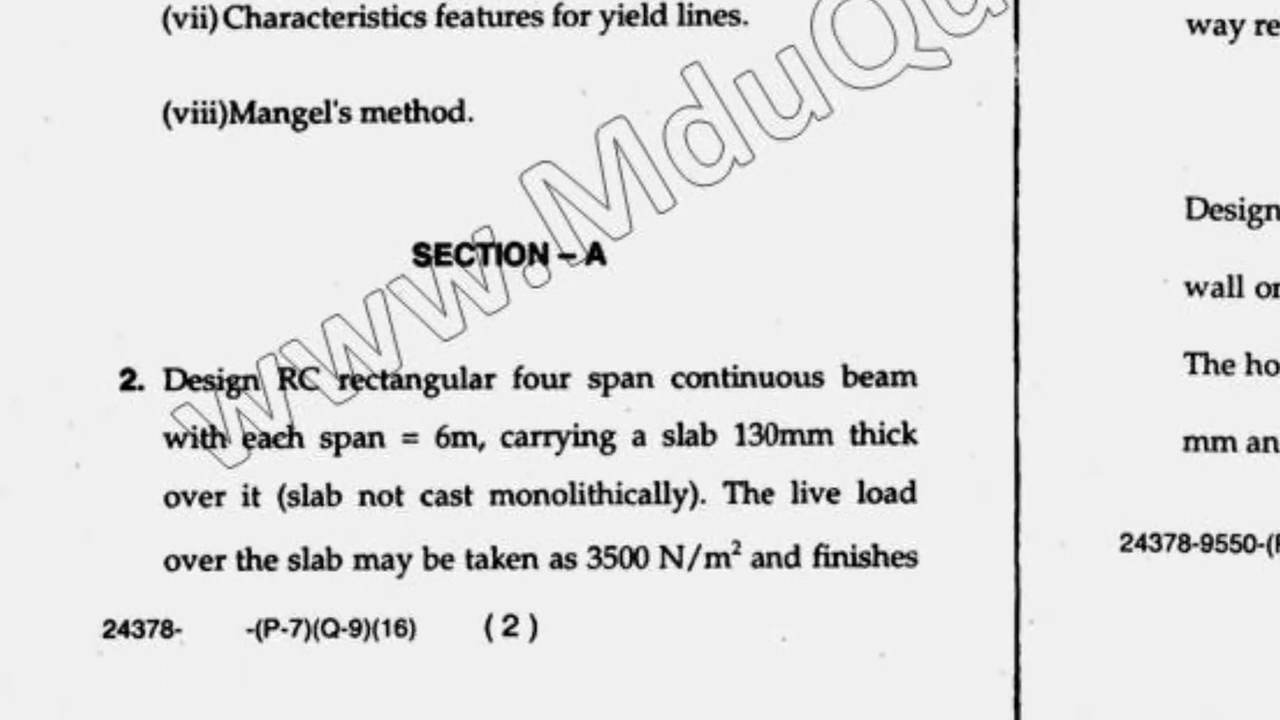 (vii) Characteristics features for yield lines.
(viii)Mangel's method.
SECTION – A
2. Design RC rectangular four span continuous beam
with each span = 6m, carrying a slab 130mm thick
over it (slab not cast monolithically). The live load
over the slab may be taken as 3500 N/m² and finishes
24378- -(P-7)(Q-9)(16) (2)
www.MduQu
way re
Design
wall or
The ho
mm an
24378-9550-(